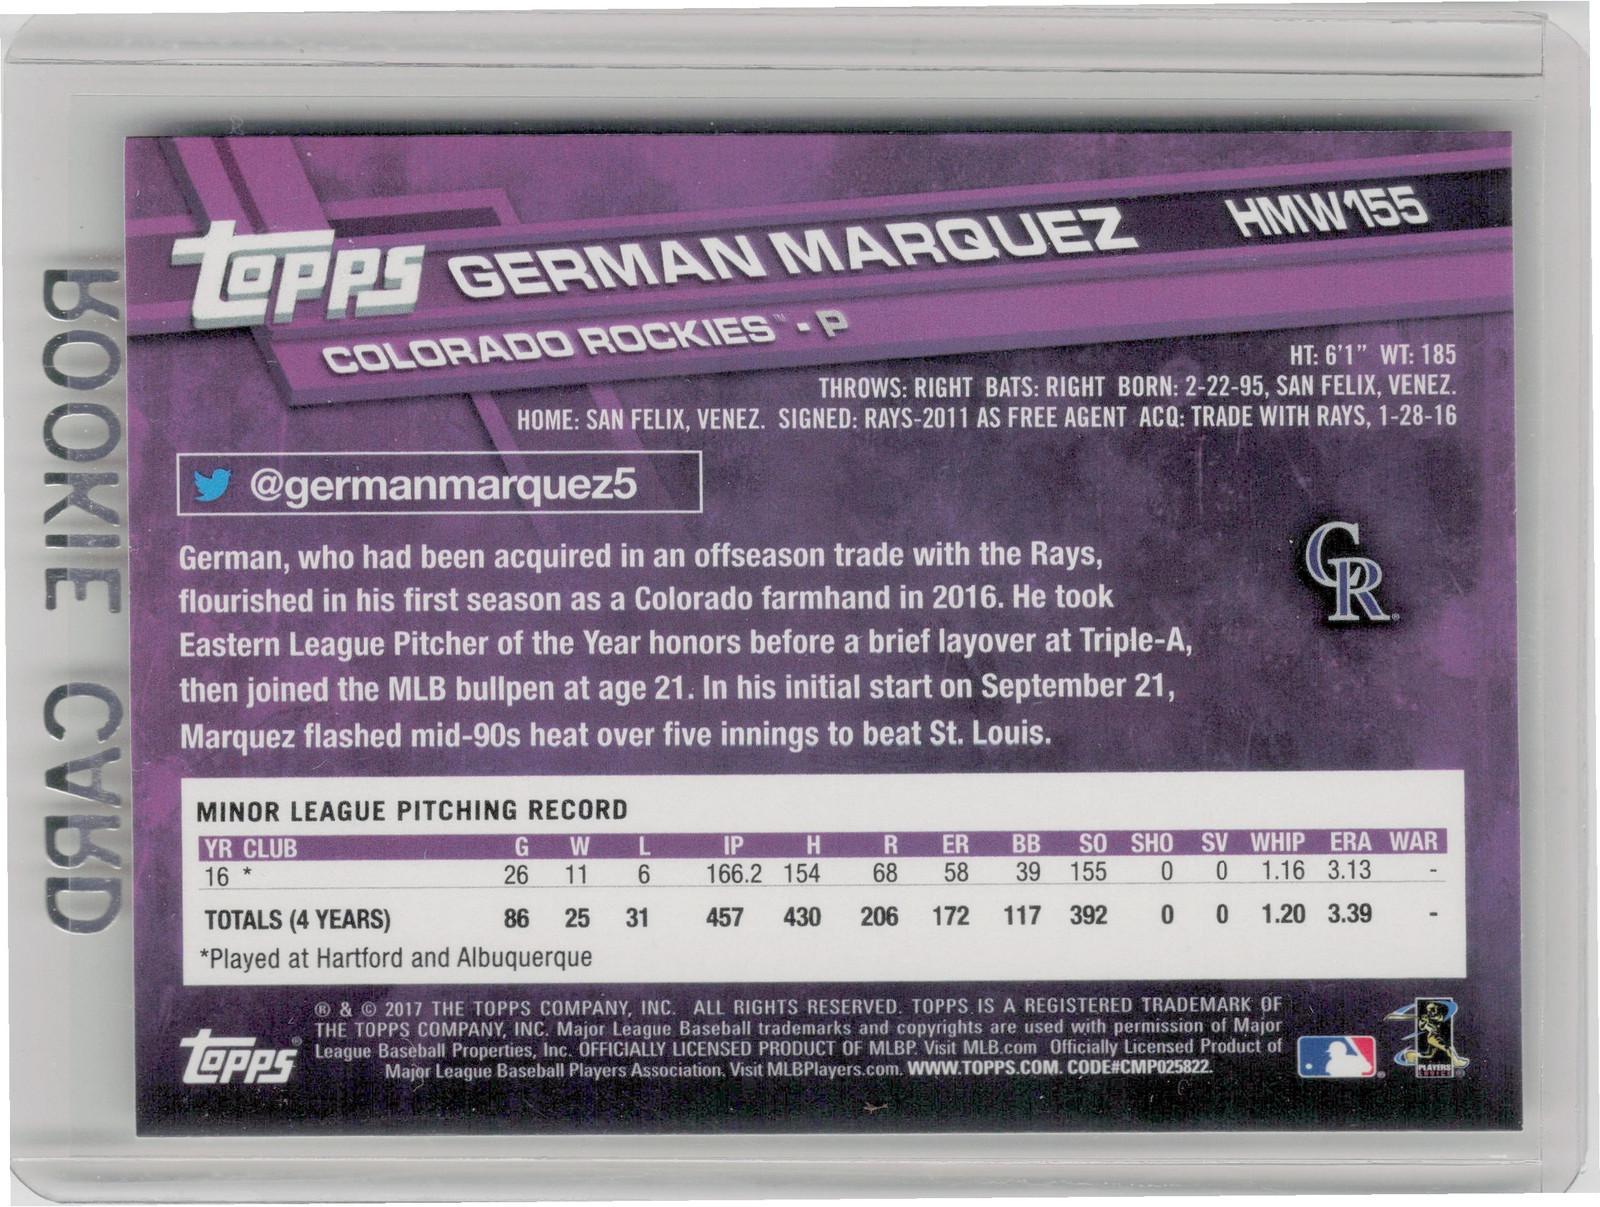 ROOKIE CARD
topps GERMAN MARQUEZ HMW155
COLORADO ROCKIES™ - P
HT: 6'1" WT: 185
THROWS: RIGHT BATS: RIGHT BORN: 2-22-95, SAN FELIX, VENEZ.
HOME: SAN FELIX, VENEZ. SIGNED: RAYS-2011 AS FREE AGENT ACQ: TRADE WITH RAYS, 1-28-16
@germanmarquez5
German, who had been acquired in an offseason trade with the Rays,
flourished in his first season as a Colorado farmhand in 2016. He took
Eastern League Pitcher of the Year honors before a brief layover at Triple-A,
then joined the MLB bullpen at age 21. In his initial start on September 21,
Marquez flashed mid-90s heat over five innings to beat St. Louis.
CR®
MINOR LEAGUE PITCHING RECORD
YR CLUB G W L IP H R ER BB SO SHO SV WHIP ERA WAR
16 * 26 11 6 166.2 154 68 58 39 155 0 0 1.16 3.13 -
TOTALS (4 YEARS) 86 25 31 457 430 206 172 117 392 0 0 1.20 3.39 -
*Played at Hartford and Albuquerque
® & © 2017 THE TOPPS COMPANY, INC. ALL RIGHTS RESERVED. TOPPS IS A REGISTERED TRADEMARK OF
THE TOPPS COMPANY, INC. Major League Baseball trademarks and copyrights are used with permission of Major
League Baseball Properties, Inc. OFFICIALLY LICENSED PRODUCT OF MLBP. Visit MLB.com Officially Licensed Product of
Major League Baseball Players Association. Visit MLBPlayers.com. WWW.TOPPS.COM. CODE#CMP025822.
topps®
PLAYERS CHOICE